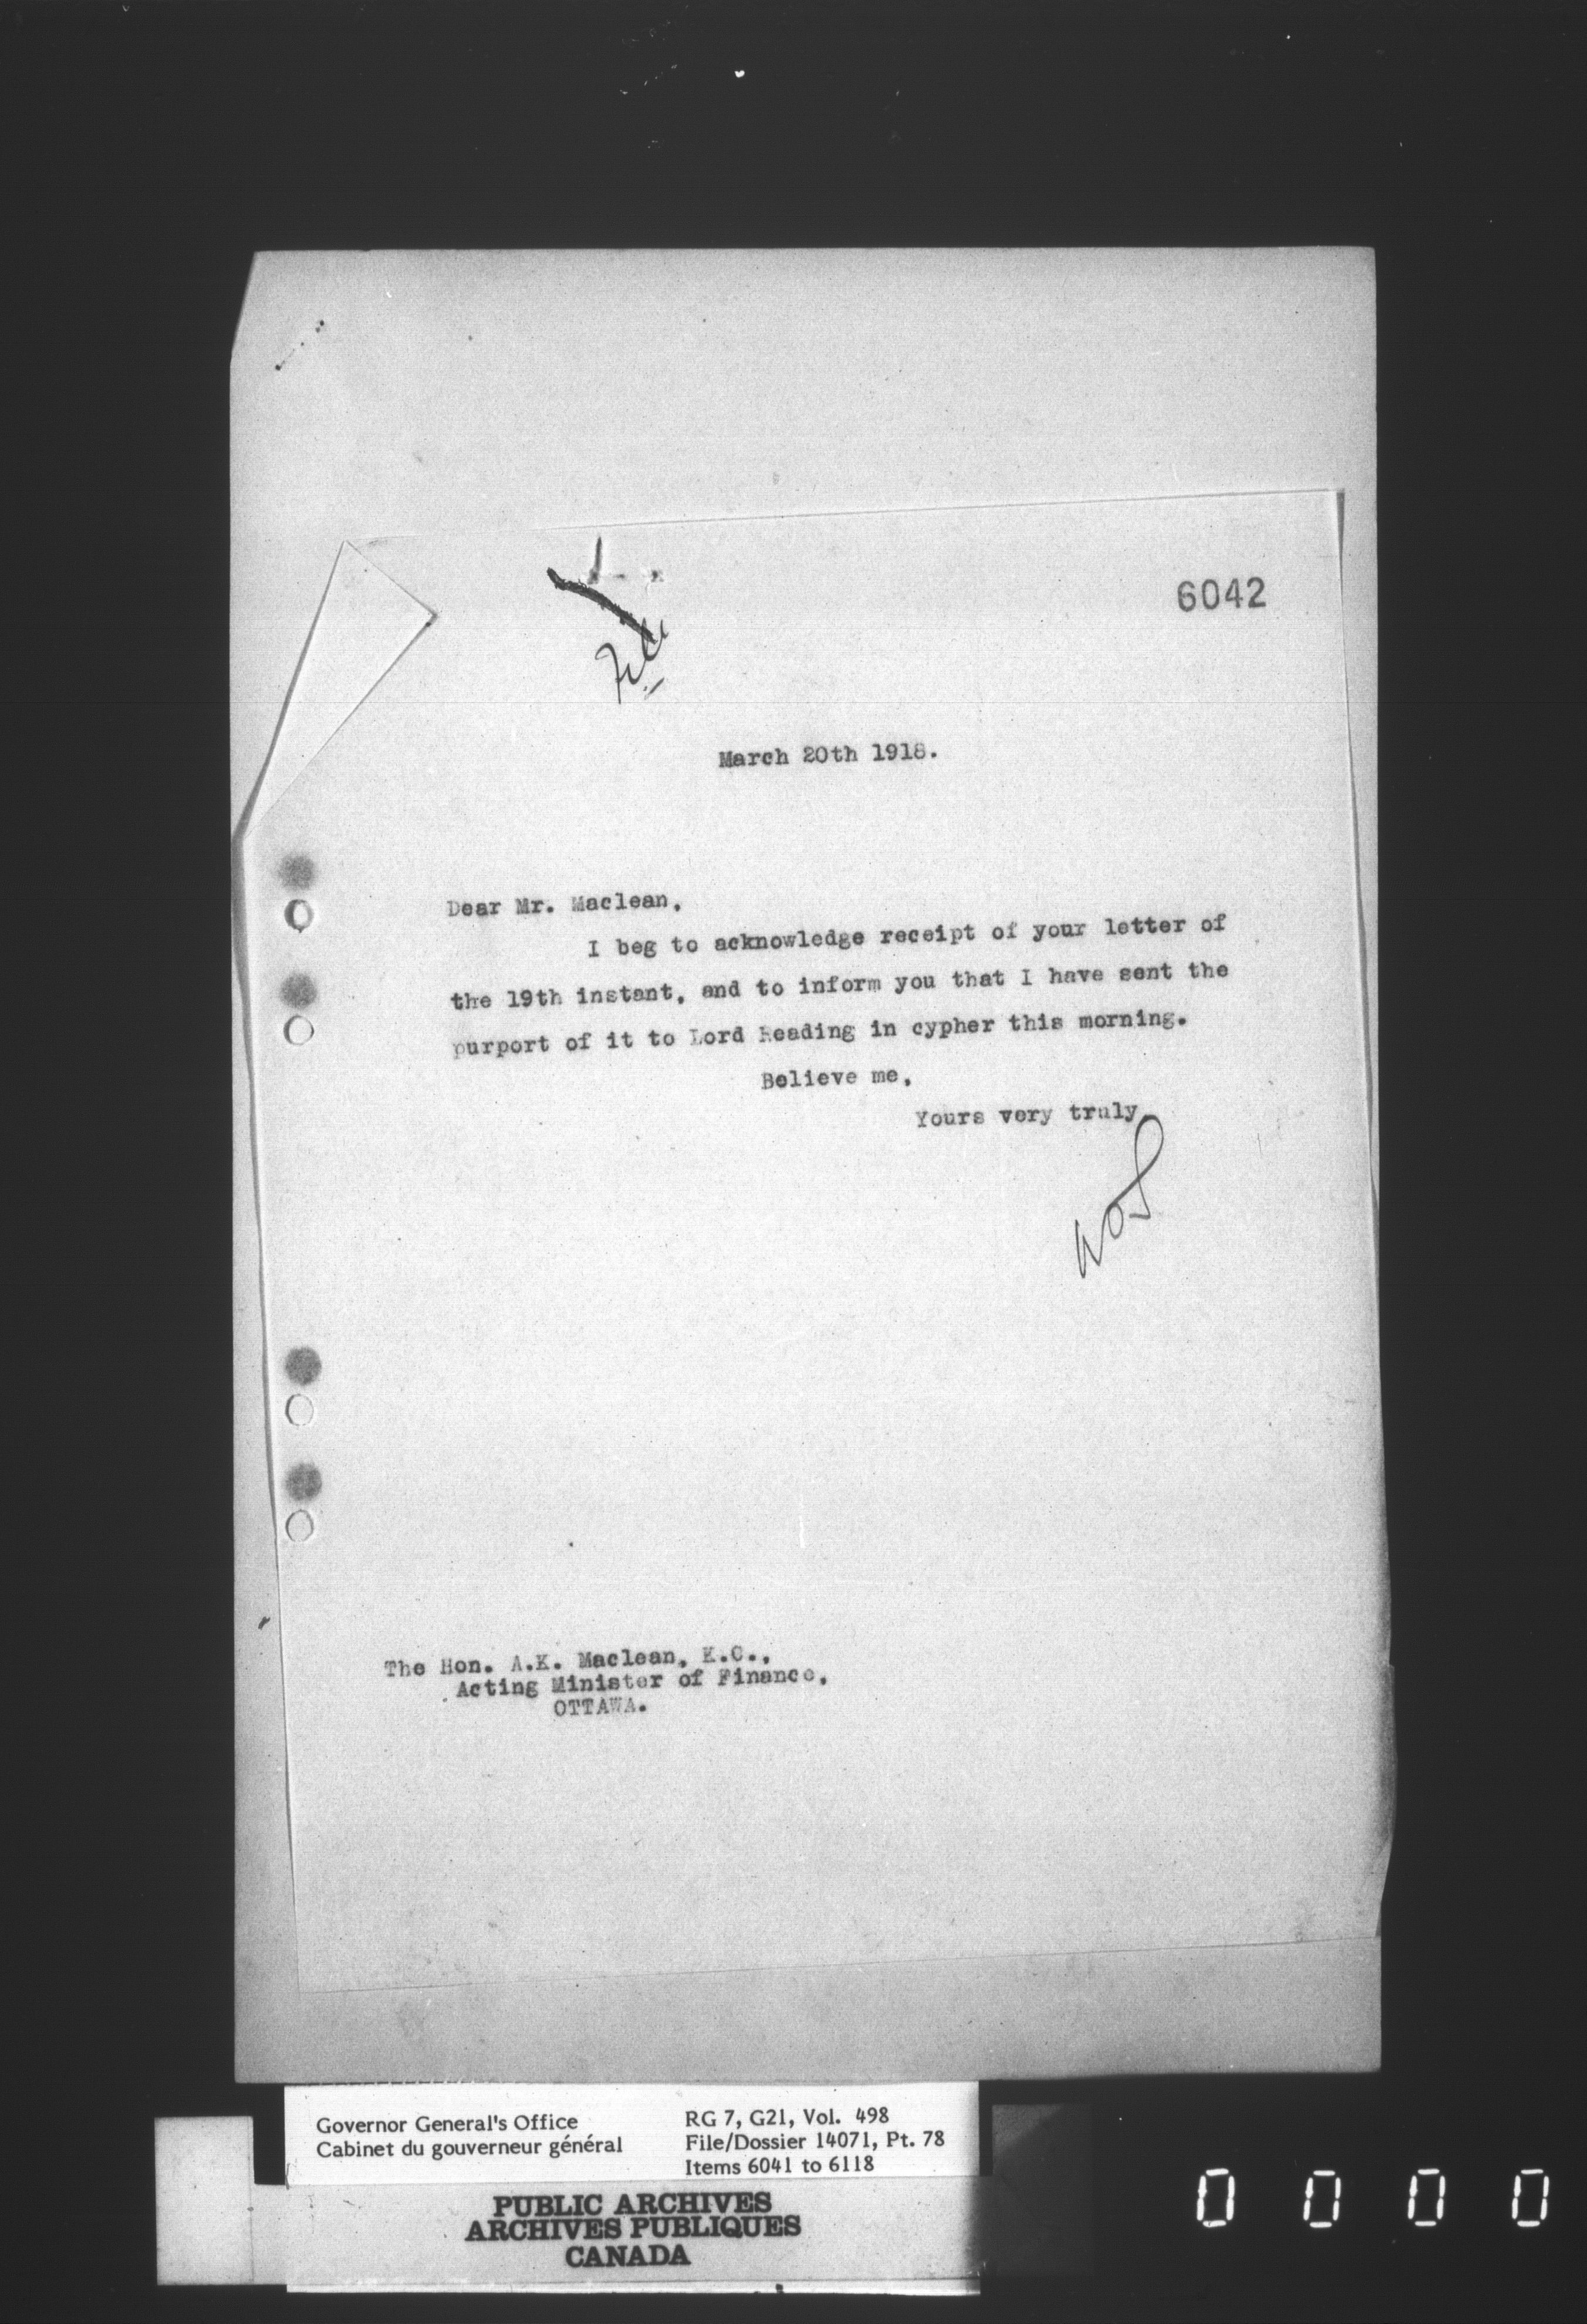 6042
File
March 20th 1918.
Dear Mr. Maclean,
I beg to acknowledge receipt of your letter of
the 19th instant, and to inform you that I have sent the
purport of it to Lord Reading in cypher this morning.
Believe me,
Yours very truly,
The Hon. A.K. Maclean, K.C.,
Acting Minister of Finance,
OTTAWA.
Governor General's Office
Cabinet du gouverneur général
RG 7, G21, Vol. 498
File/Dossier 14071, Pt. 78
Items 6041 to 6118
PUBLIC ARCHIVES
ARCHIVES PUBLIQUES
CANADA
0 0 0 0